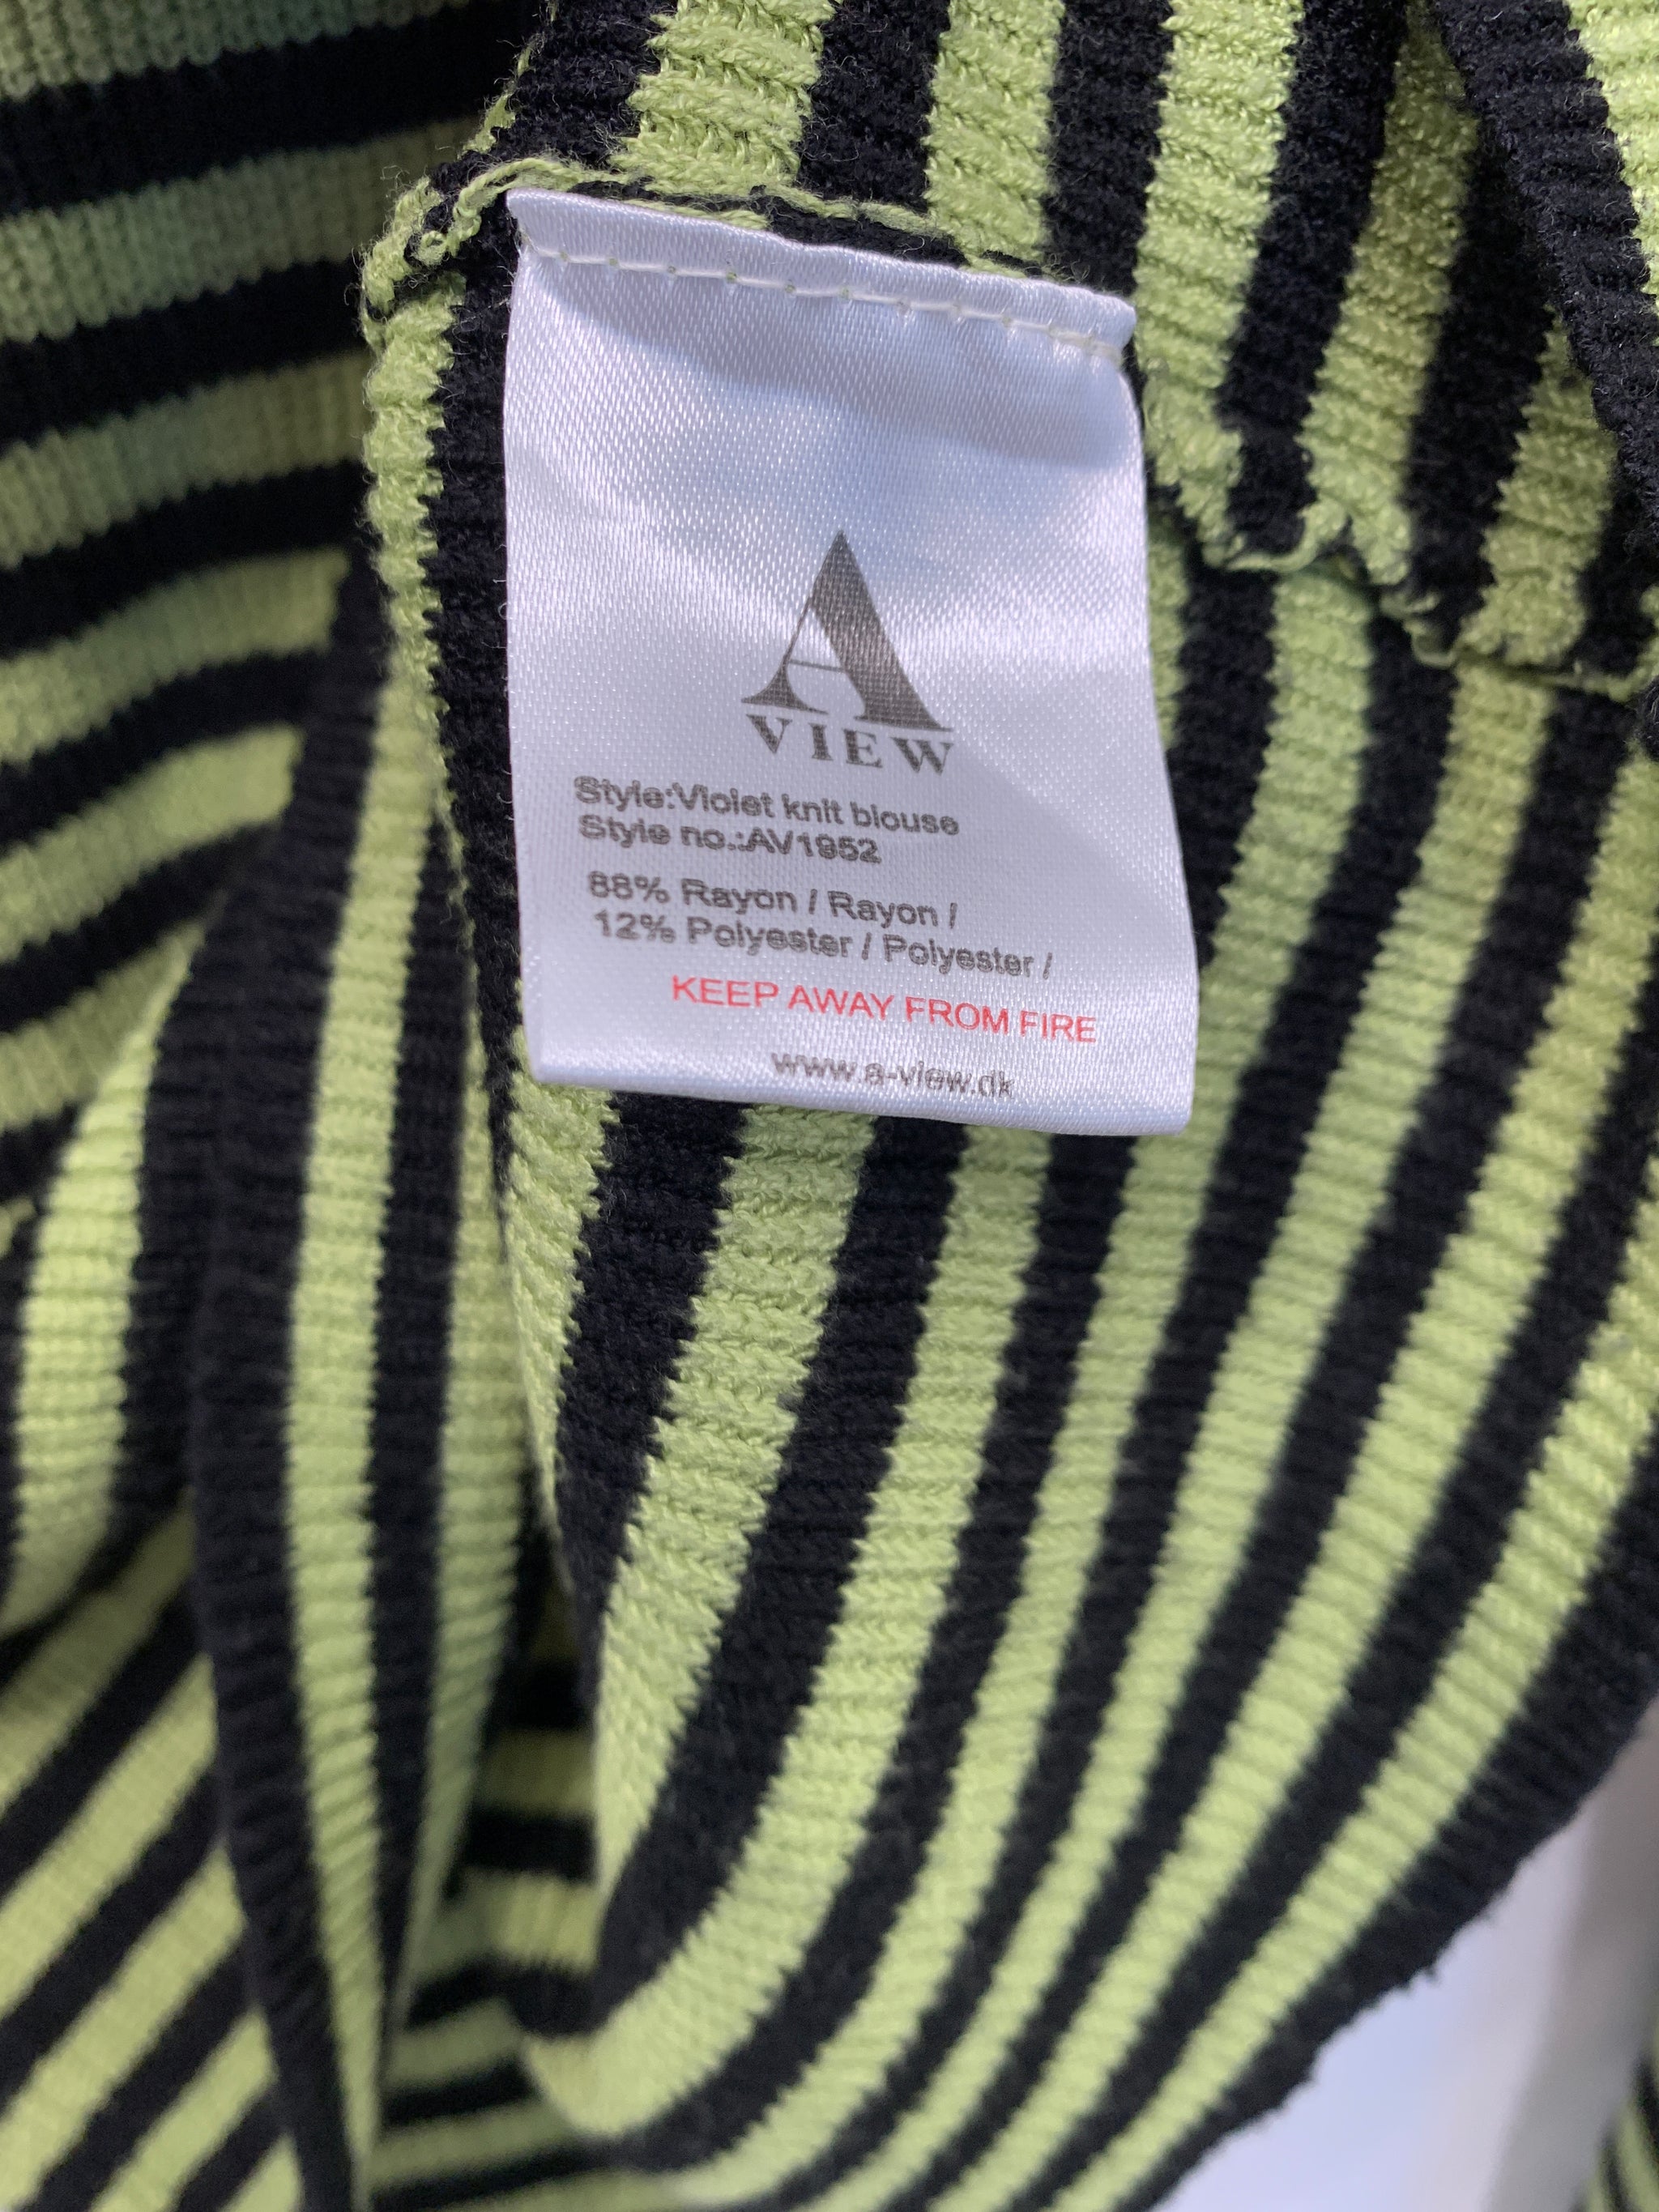 A
VIEW
Style:Violet knit blouse
Style no.:AV1952
88% Rayon / Rayon /
12% Polyester / Polyester /
KEEP AWAY FROM FIRE
www.a-view.dk